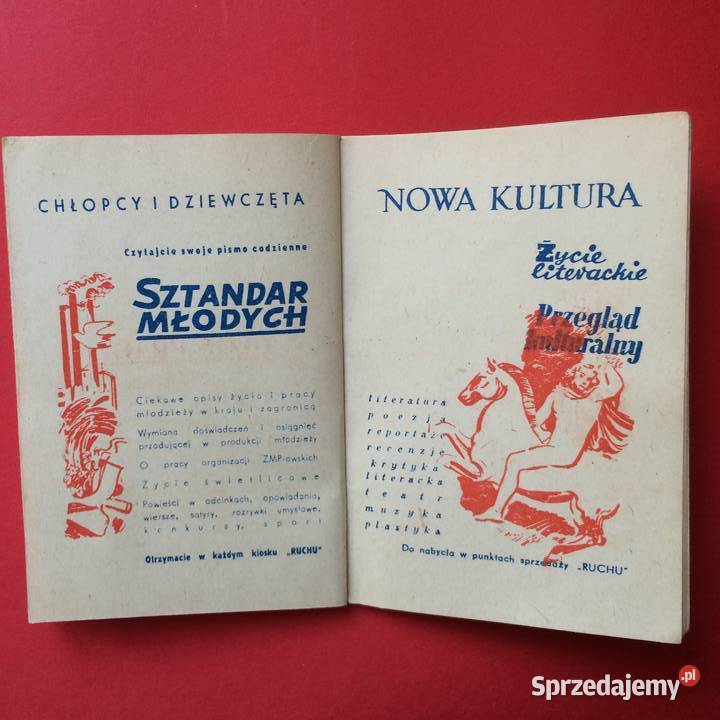 CHŁOPCY I DZIEWCZĘTA
Czytajcie swoje pismo codzienne
SZTANDAR
MŁODYCH
Ciekawe opisy życia i pracy
młodzieży w kraju i zagranicą
Wymiana doświadczeń i osiągnięć
przodującej w produkcji młodzieży
O pracy organizacji ZMP-owskich
Życie świetlicowe
Powieści w odcinkach, opowiadania,
wiersze, satyry, rozrywki umysłowe,
konkursy, sport
Otrzymacie w każdym kiosku „RUCHU"
NOWA KULTURA
Życie
literackie
Przegląd
kulturalny
literatura
poezja
reportaże
recenzje
krytyka
literacka
teatr
muzyka
plastyka
Do nabycia w punktach sprzedaży „RUCHU"
Sprzedajemy.pl